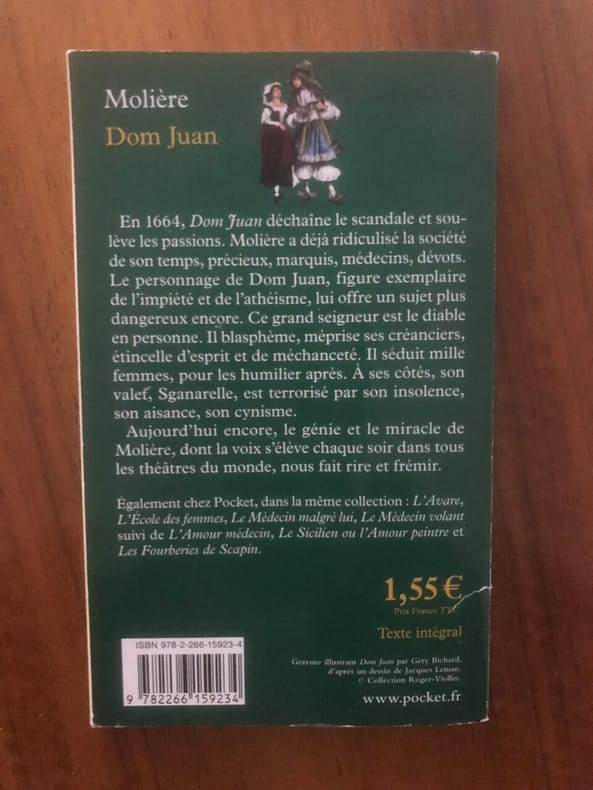 Molière
Dom Juan
En 1664, Dom Juan déchaîne le scandale et sou-
lève les passions. Molière a déjà ridiculisé la société
de son temps, précieux, marquis, médecins, dévots.
Le personnage de Dom Juan, figure exemplaire
de l'impiété et de l'athéisme, lui offre un sujet plus
dangereux encore. Ce grand seigneur est le diable
en personne. Il blasphème, méprise ses créanciers,
étincelle d'esprit et de méchanceté. Il séduit mille
femmes, pour les humilier après. À ses côtés, son
valet, Sganarelle, est terrorisé par son insolence,
son aisance, son cynisme.
Aujourd'hui encore, le génie et le miracle de
Molière, dont la voix s'élève chaque soir dans tous
les théâtres du monde, nous fait rire et frémir.
Également chez Pocket, dans la même collection : L'Avare,
L'École des femmes, Le Médecin malgré lui, Le Médecin volant
suivi de L'Amour médecin, Le Sicilien ou l'Amour peintre et
Les Fourberies de Scapin.
1,55 €
Prix France TTC
Texte intégral
ISBN 978-2-266-15923-4
9 782266 159234
Gravure illustrant Dom Juan par Géry Bichard,
d'après un dessin de Jacques Leman.
© Collection Roger-Viollet.
www.pocket.fr